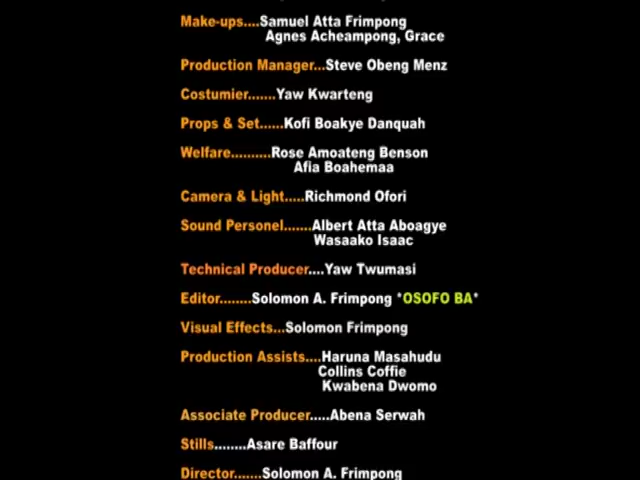 Make-ups....Samuel Atta Frimpong
Agnes Acheampong, Grace
Production Manager...Steve Obeng Menz
Costumier.......Yaw Kwarteng
Props & Set......Kofi Boakye Danquah
Welfare..........Rose Amoateng Benson
Afia Boahemaa
Camera & Light.....Richmond Ofori
Sound Personel.......Albert Atta Aboagye
Wasaako Isaac
Technical Producer....Yaw Twumasi
Editor........Solomon A. Frimpong *OSOFO BA*
Visual Effects...Solomon Frimpong
Production Assists....Haruna Masahudu
Collins Coffie
Kwabena Dwomo
Associate Producer.....Abena Serwah
Stills........Asare Baffour
Director.......Solomon A. Frimpong